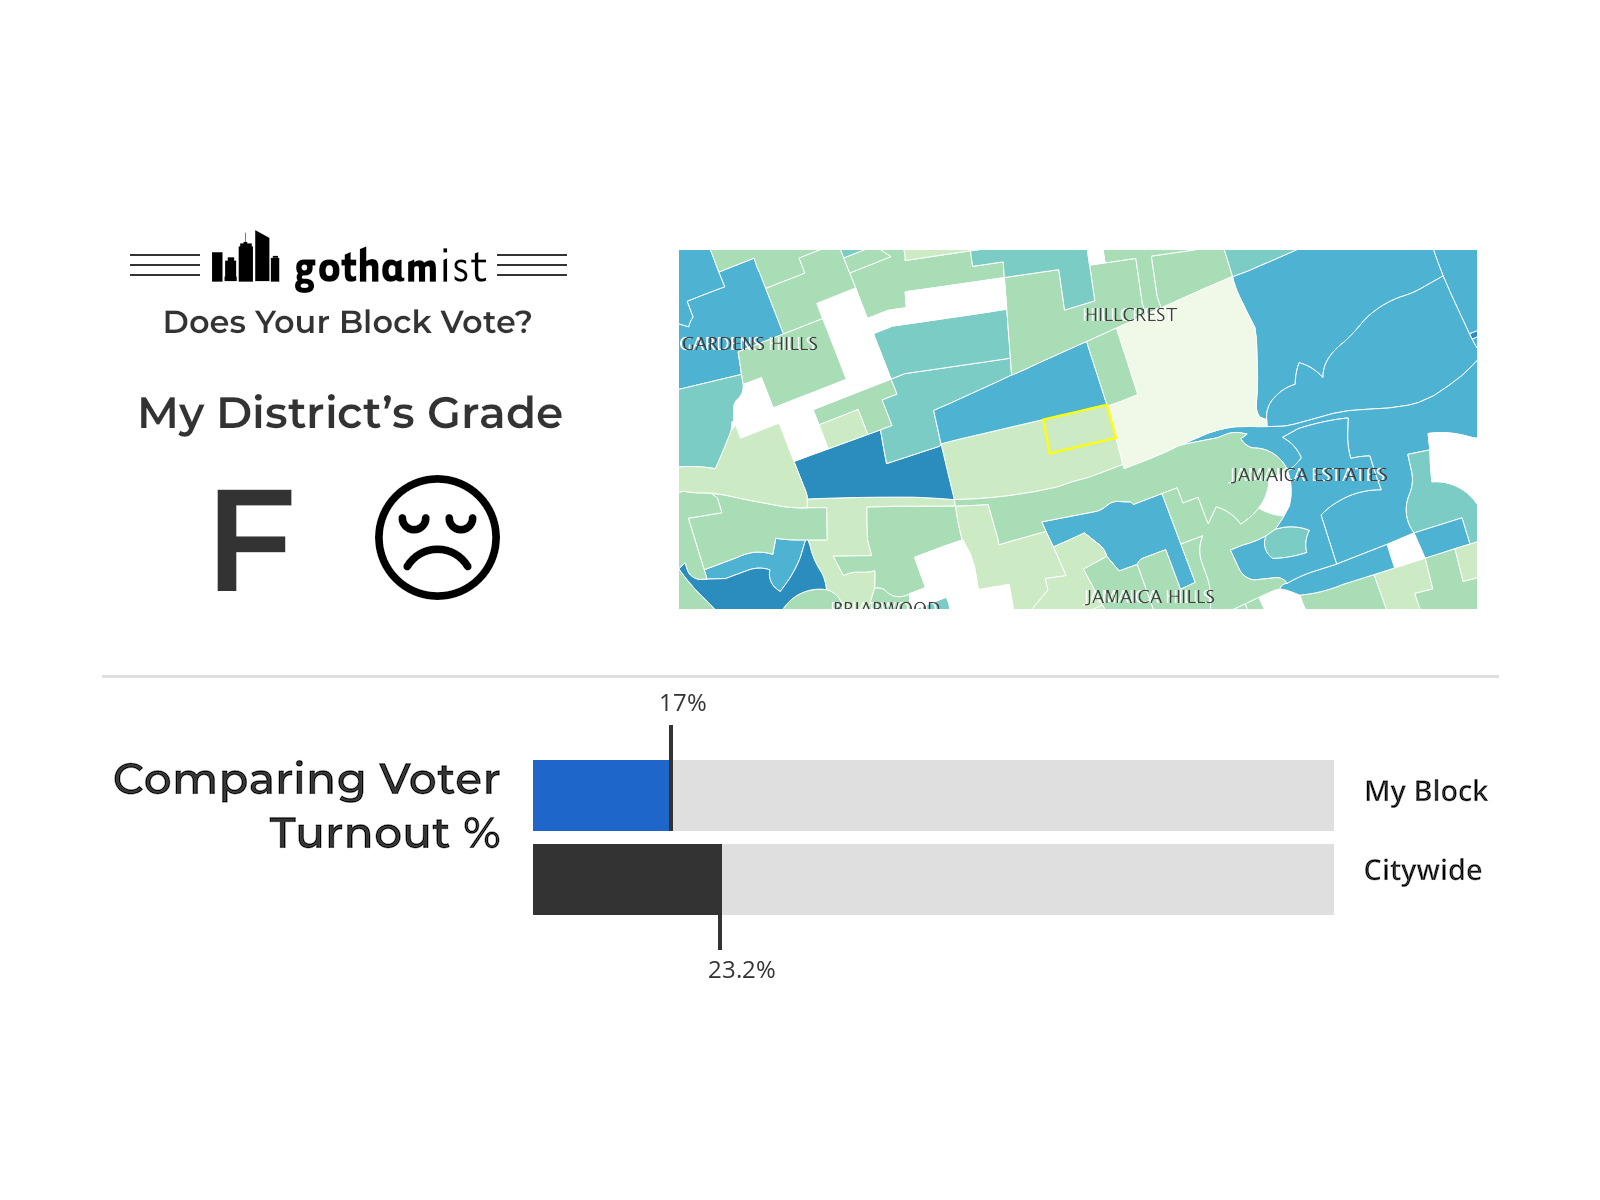 gothamist
Does Your Block Vote?
My District's Grade
F
HILLCREST
GARDENS HILLS
JAMAICA ESTATES
JAMAICA HILLS
BRIARWOOD
17%
Comparing Voter
Turnout %
My Block
Citywide
23.2%